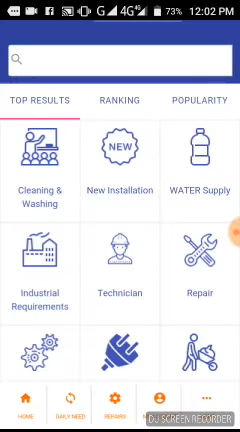 G 4G 73% 12:02 PM
TOP RESULTS RANKING POPULARITY
NEW
Cleaning & Washing
New Installation
WATER Supply
Industrial Requirements
Technician
Repair
HOME DAILY NEED REPAIRS
DU SCREEN RECORDER